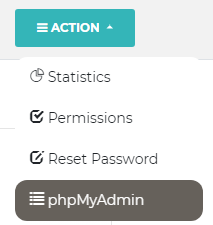 ACTION
Statistics
Permissions
Reset Password
phpMyAdmin